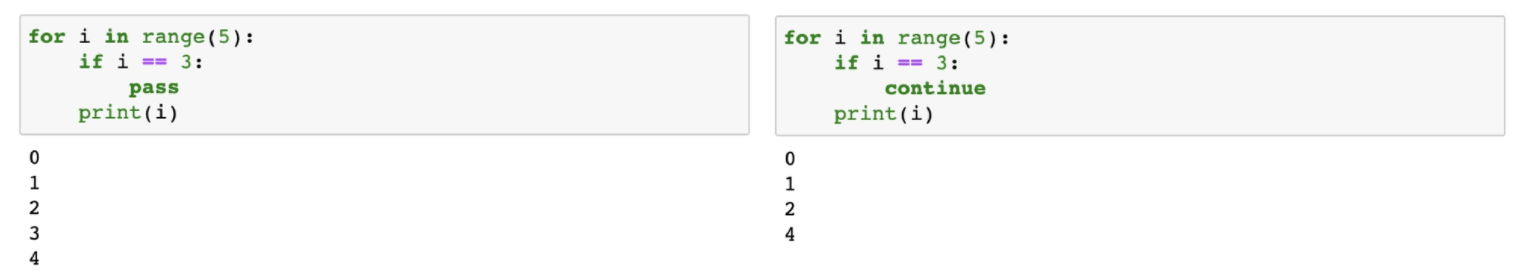 for i in range(5):
    if i == 3:
        pass
    print(i)
0
1
2
3
4
for i in range(5):
    if i == 3:
        continue
    print(i)
0
1
2
4